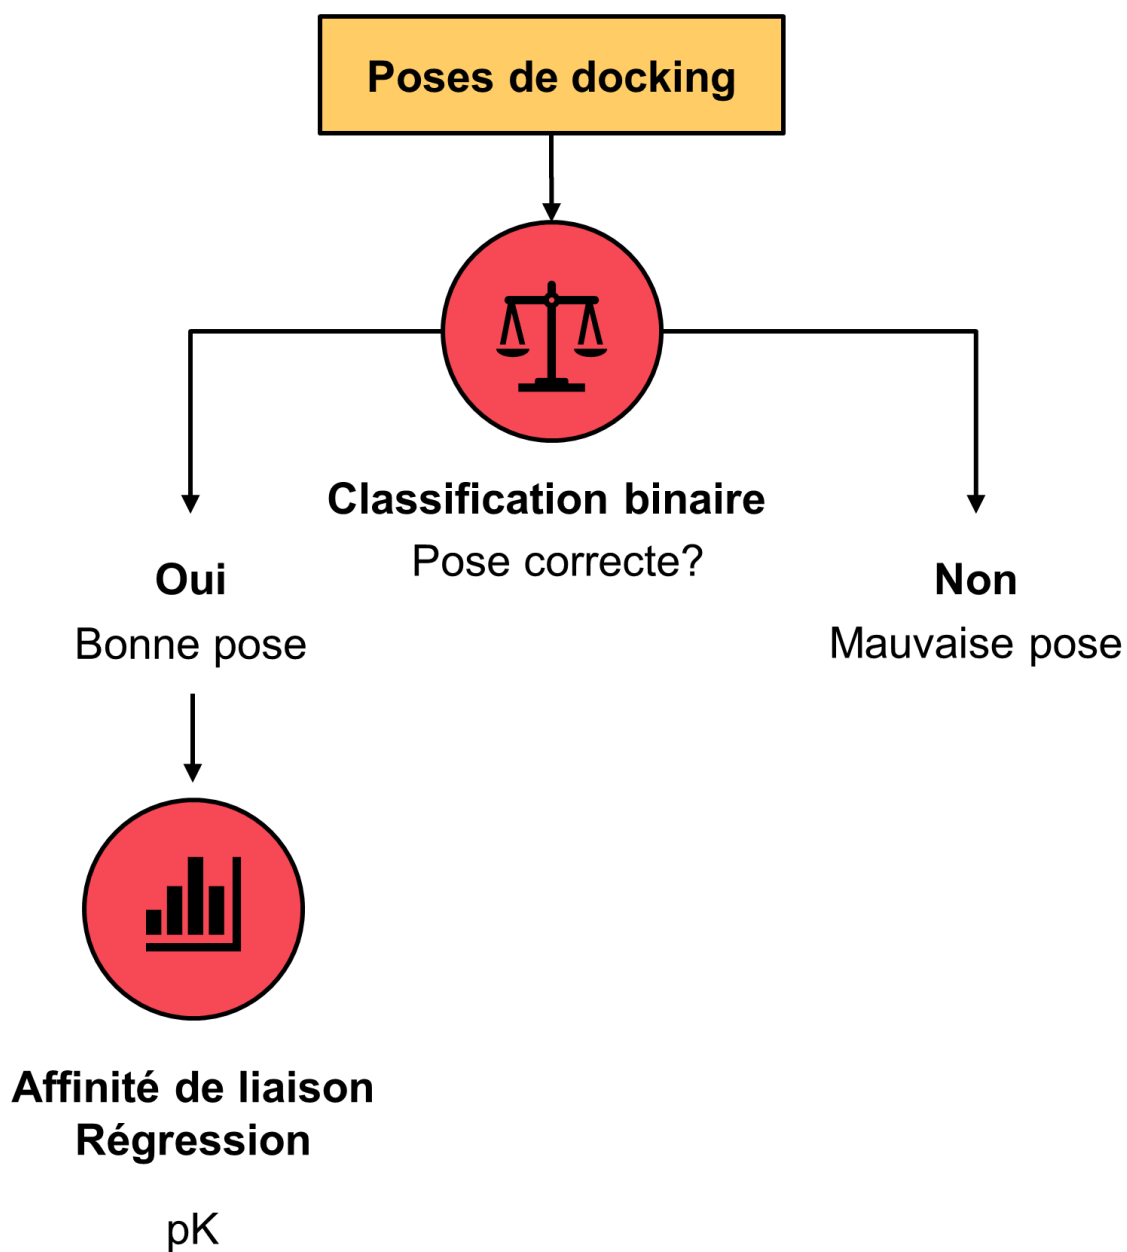 Poses de docking
Classification binaire
Pose correcte?
Oui
Bonne pose
Non
Mauvaise pose
Affinité de liaison
Régression
pK